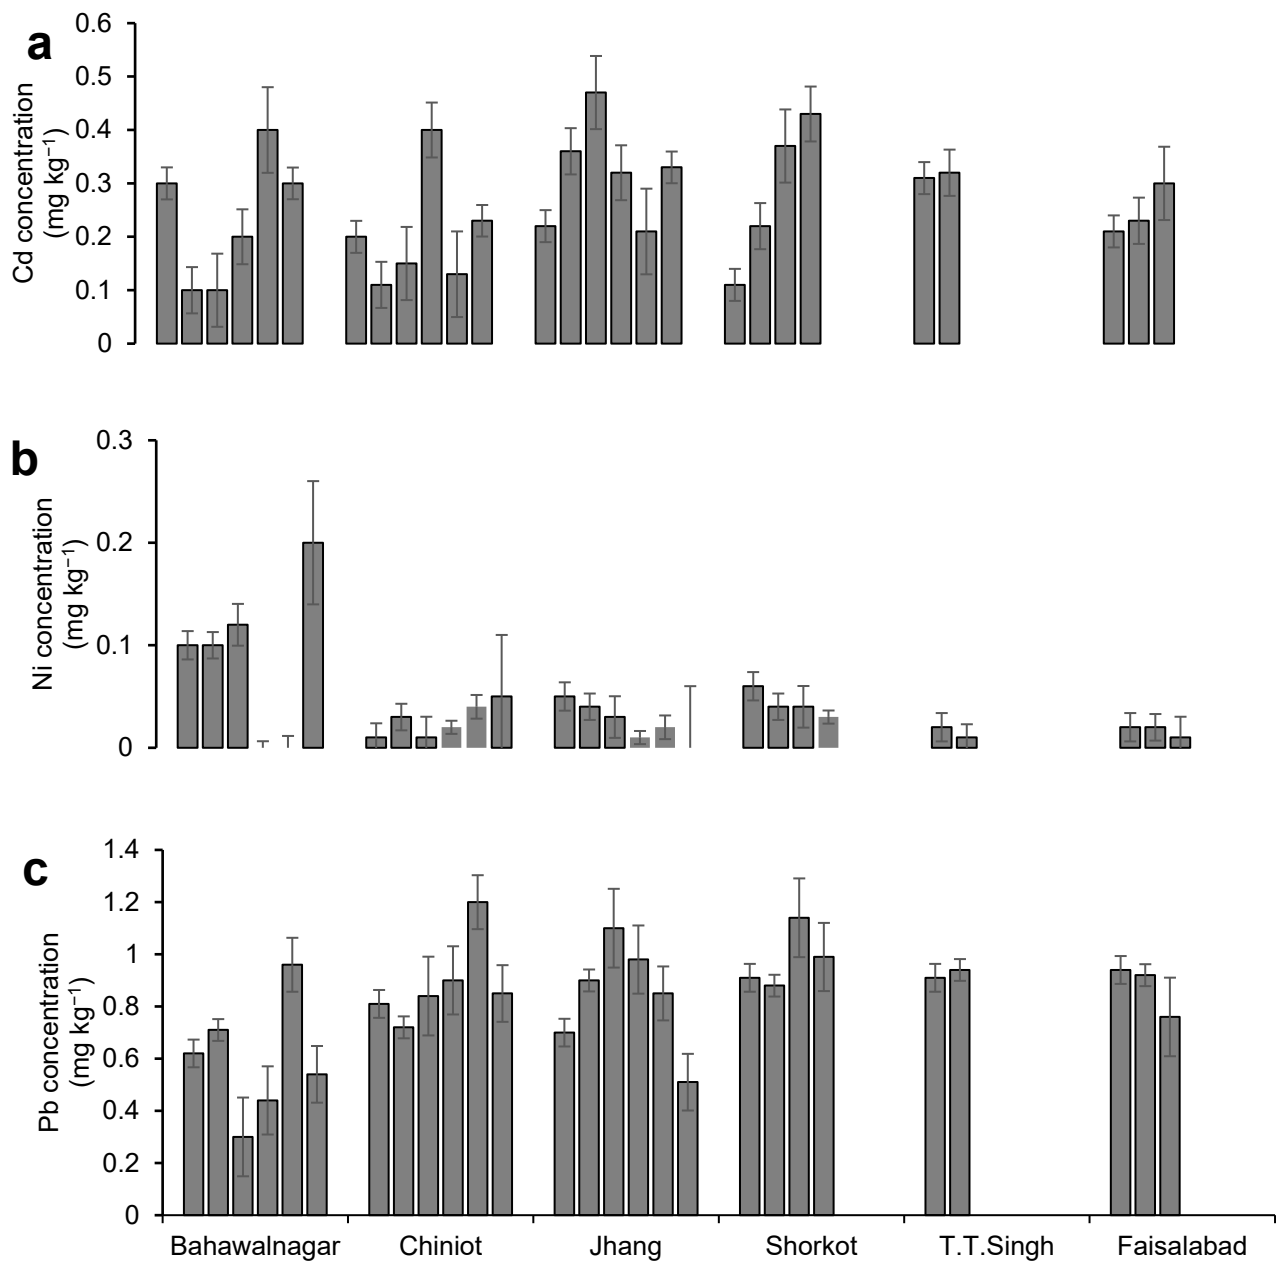 a
Cd concentration
(mg kg⁻¹)
0.6
0.5
0.4
0.3
0.2
0.1
0
b
Ni concentration
(mg kg⁻¹)
0.3
0.2
0.1
0
c
Pb concentration
(mg kg⁻¹)
1.4
1.2
1
0.8
0.6
0.4
0.2
0
Bahawalnagar Chiniot Jhang Shorkot T.T.Singh Faisalabad